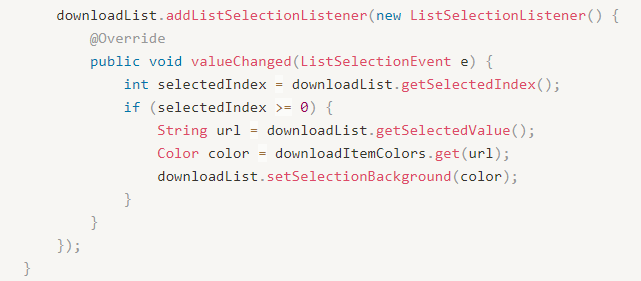 downloadList.addListSelectionListener(new ListSelectionListener() {
@Override
public void valueChanged(ListSelectionEvent e) {
int selectedIndex = downloadList.getSelectedIndex();
if (selectedIndex >= 0) {
String url = downloadList.getSelectedValue();
Color color = downloadItemColors.get(url);
downloadList.setSelectionBackground(color);
}
}
});
}